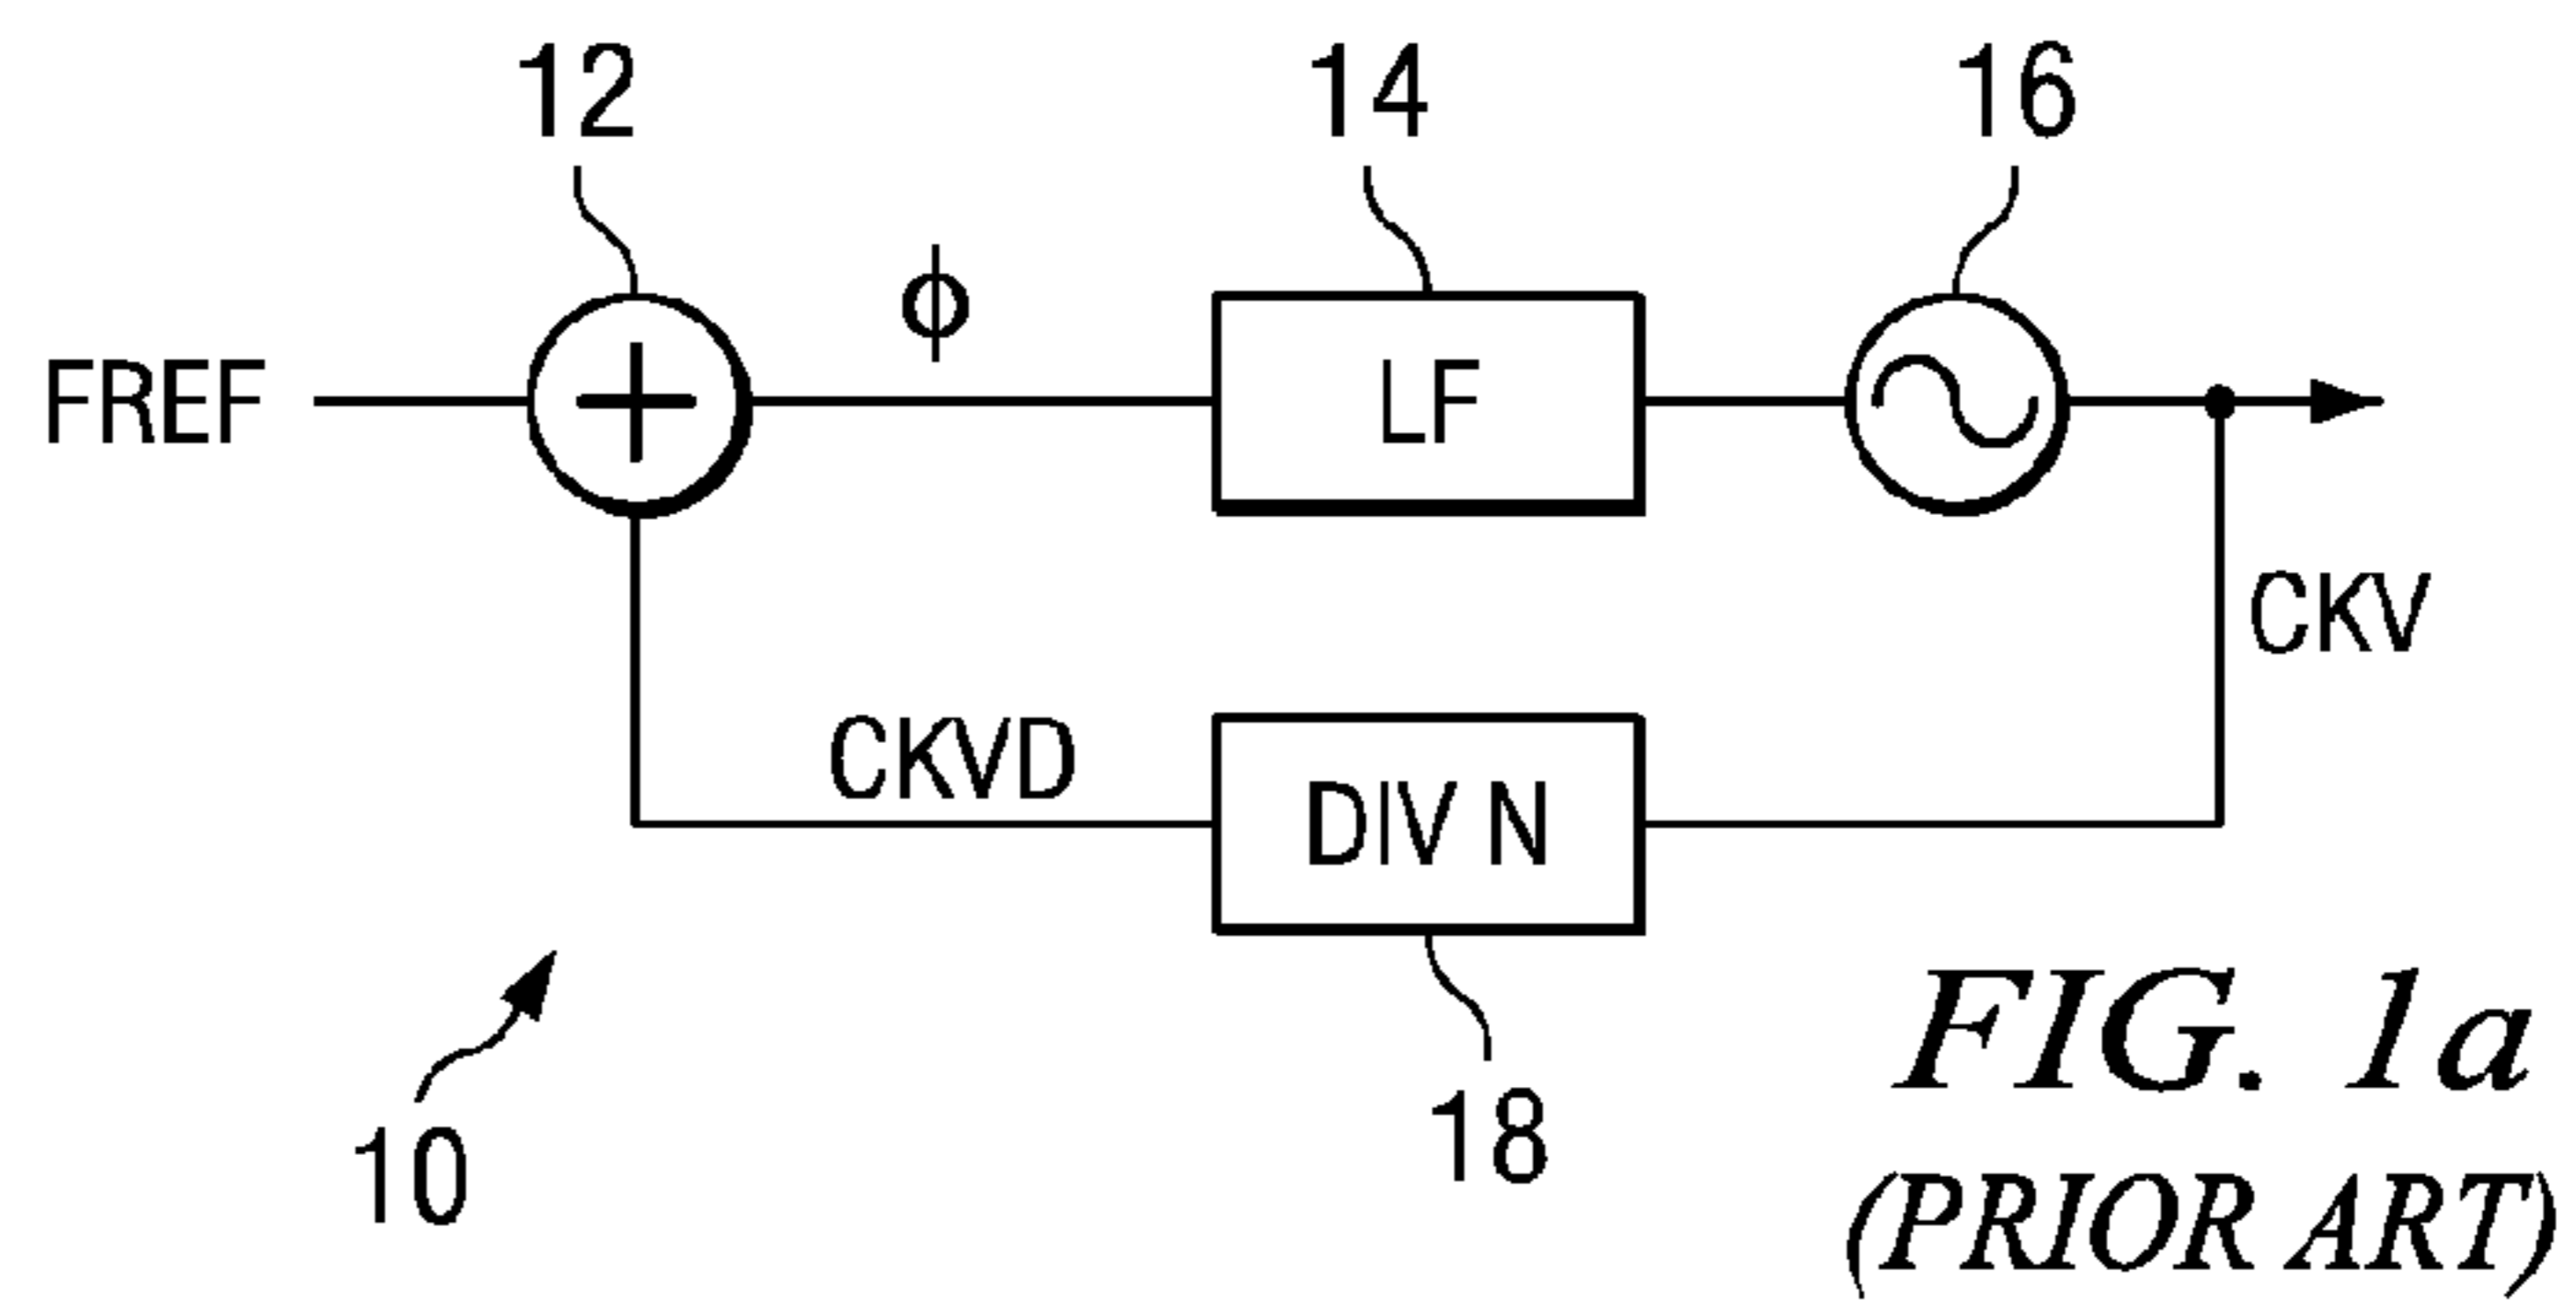 12
14
16
ϕ
FREF
LF
CKV
CKVD
DIV N
10
18
FIG. 1a
(PRIOR ART)